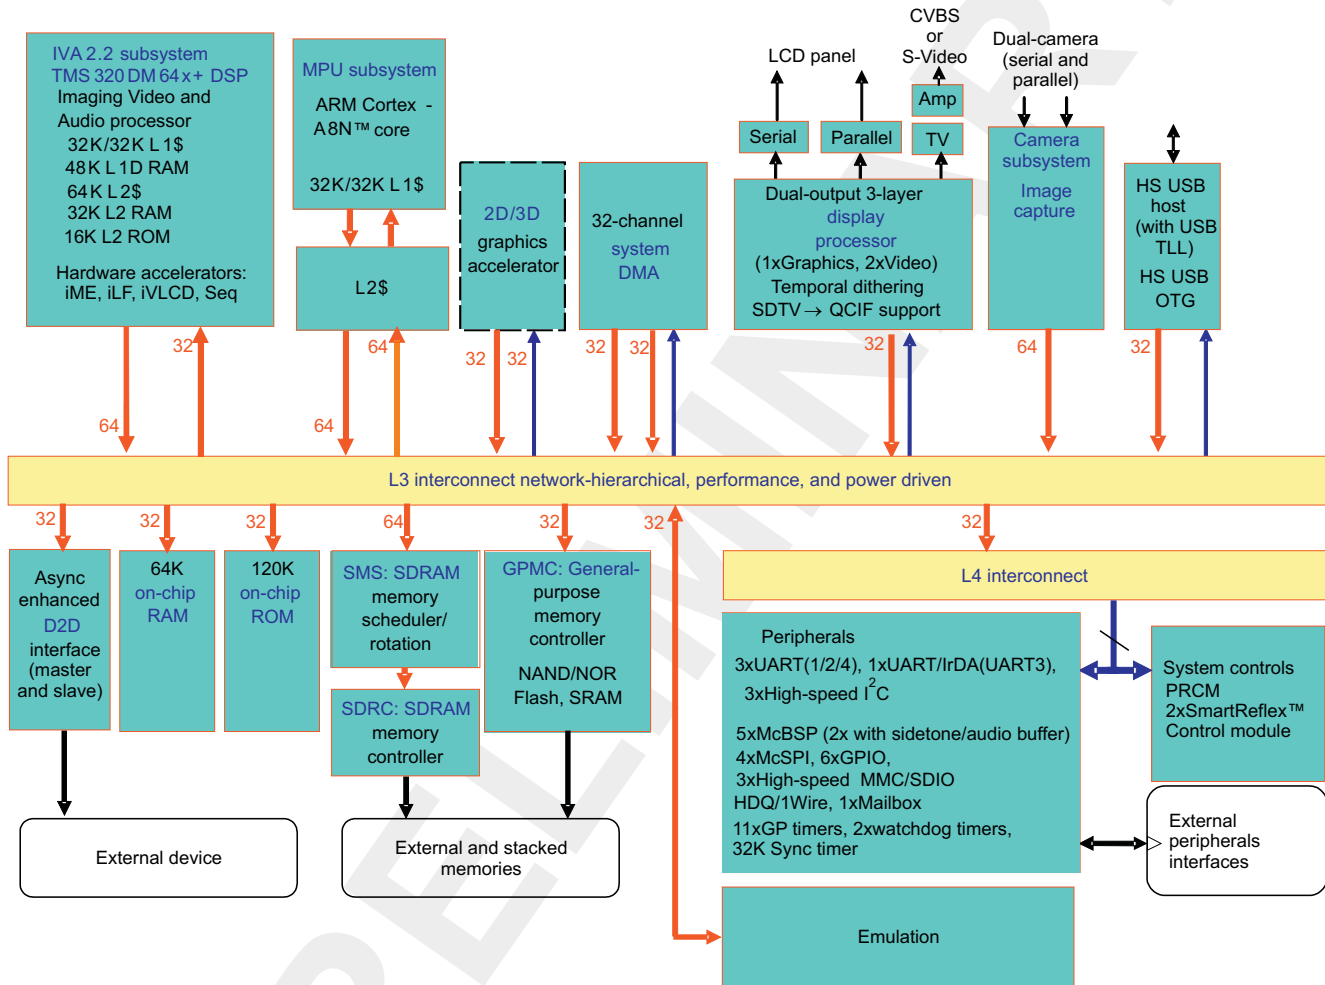 IVA 2.2 subsystem
TMS 320 DM 64x+ DSP
Imaging Video and
Audio processor
32K/32K L1$
48K L1D RAM
64K L2$
32K L2 RAM
16K L2 ROM
Hardware accelerators:
iME, iLF, iVLCD, Seq
MPU subsystem
ARM Cortex -
A8N™ core
32K/32K L1$
L2$
2D/3D
graphics
accelerator
32-channel
system
DMA
LCD panel
CVBS
or
S-Video
Serial
Parallel
Amp
TV
Dual-output 3-layer
display
processor
(1xGraphics, 2xVideo)
Temporal dithering
SDTV → QCIF support
Dual-camera
(serial and
parallel)
Camera
subsystem
Image
capture
HS USB
host
(with USB
TLL)
HS USB
OTG
64
32
64
64
32
32
32
32
32
64
32
L3 interconnect network-hierarchical, performance, and power driven
32
32
32
64
32
32
32
Async
enhanced
D2D
interface
(master
and slave)
64K
on-chip
RAM
120K
on-chip
ROM
SMS: SDRAM
memory
scheduler/
rotation
SDRC: SDRAM
memory
controller
GPMC: General-
purpose
memory
controller
NAND/NOR
Flash, SRAM
L4 interconnect
Peripherals
3xUART(1/2/4), 1xUART/IrDA(UART3),
3xHigh-speed I2C
5xMcBSP (2x with sidetone/audio buffer)
4xMcSPI, 6xGPIO,
3xHigh-speed MMC/SDIO
HDQ/1Wire, 1xMailbox
11xGP timers, 2xwatchdog timers,
32K Sync timer
System controls
PRCM
2xSmartReflex™
Control module
External device
External and stacked
memories
External
peripherals
interfaces
Emulation
PRELIMINAR